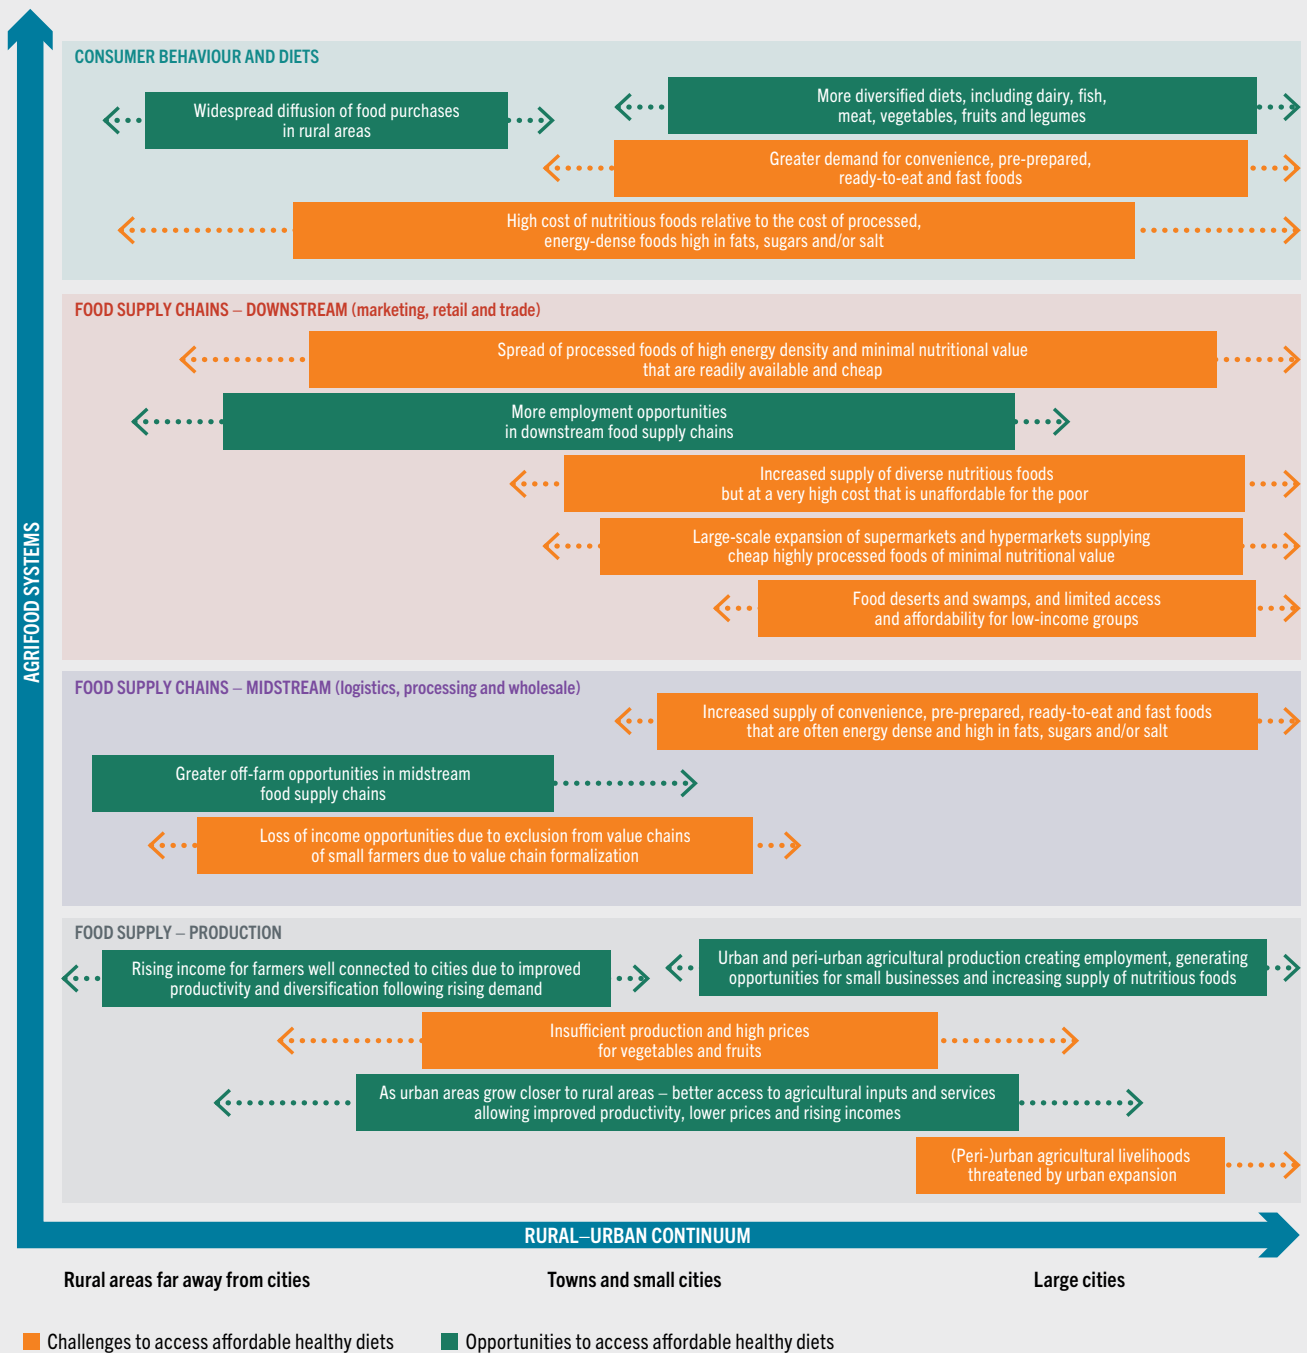 CONSUMER BEHAVIOUR AND DIETS
Widespread diffusion of food purchases
in rural areas
More diversified diets, including dairy, fish,
meat, vegetables, fruits and legumes
Greater demand for convenience, pre-prepared,
ready-to-eat and fast foods
High cost of nutritious foods relative to the cost of processed,
energy-dense foods high in fats, sugars and/or salt
FOOD SUPPLY CHAINS – DOWNSTREAM (marketing, retail and trade)
Spread of processed foods of high energy density and minimal nutritional value
that are readily available and cheap
More employment opportunities
in downstream food supply chains
Increased supply of diverse nutritious foods
but at a very high cost that is unaffordable for the poor
Large-scale expansion of supermarkets and hypermarkets supplying
cheap highly processed foods of minimal nutritional value
Food deserts and swamps, and limited access
and affordability for low-income groups
FOOD SUPPLY CHAINS – MIDSTREAM (logistics, processing and wholesale)
Increased supply of convenience, pre-prepared, ready-to-eat and fast foods
that are often energy dense and high in fats, sugars and/or salt
Greater off-farm opportunities in midstream
food supply chains
Loss of income opportunities due to exclusion from value chains
of small farmers due to value chain formalization
FOOD SUPPLY – PRODUCTION
Rising income for farmers well connected to cities due to improved
productivity and diversification following rising demand
Urban and peri-urban agricultural production creating employment, generating
opportunities for small businesses and increasing supply of nutritious foods
Insufficient production and high prices
for vegetables and fruits
As urban areas grow closer to rural areas – better access to agricultural inputs and services
allowing improved productivity, lower prices and rising incomes
(Peri-)urban agricultural livelihoods
threatened by urban expansion
AGRIFOOD SYSTEMS
RURAL–URBAN CONTINUUM
Rural areas far away from cities
Towns and small cities
Large cities
Challenges to access affordable healthy diets
Opportunities to access affordable healthy diets